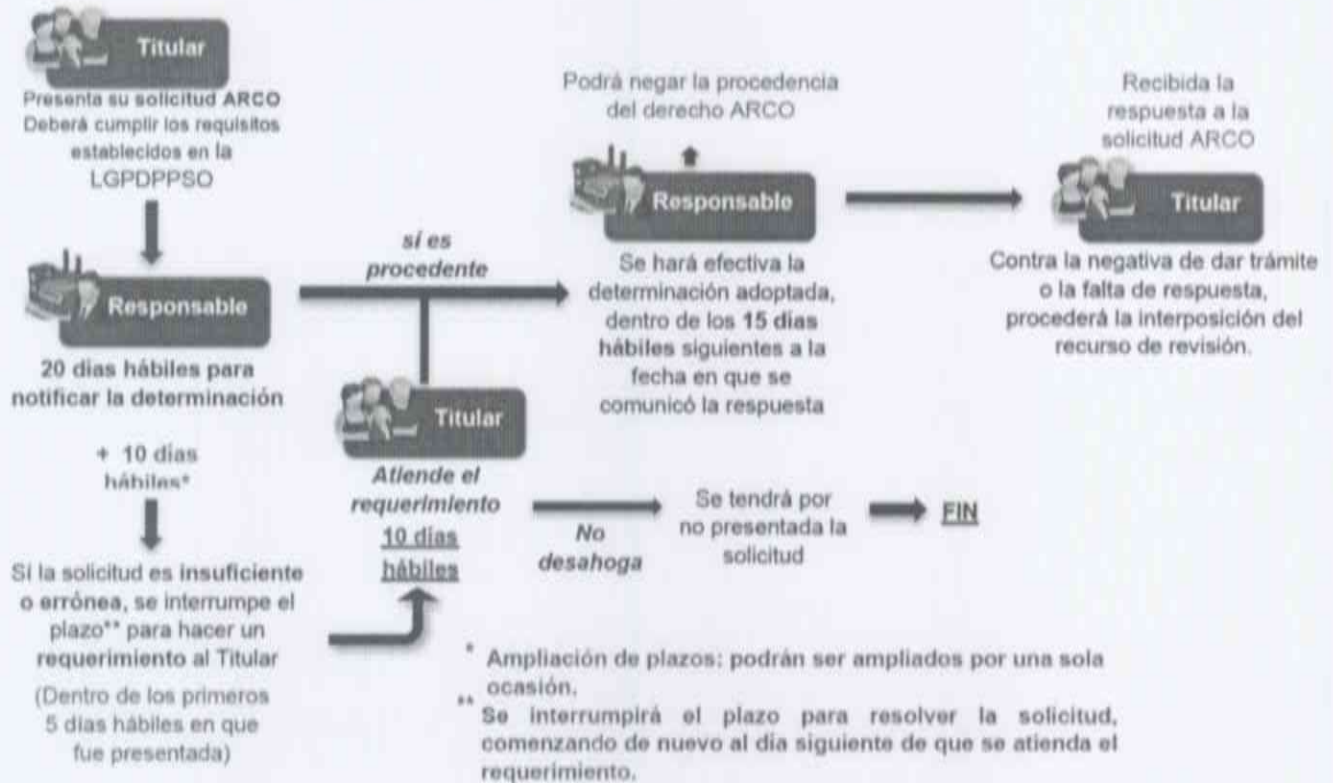 Titular
Presenta su solicitud ARCO
Deberá cumplir los requisitos
establecidos en la
LGPDPPSO
Responsable
20 días hábiles para
notificar la determinación
+ 10 días
hábiles*
Si la solicitud es insuficiente
o errónea, se interrumpe el
plazo** para hacer un
requerimiento al Titular
(Dentro de los primeros
5 días hábiles en que
fue presentada)
sí es
procedente
Titular
Atiende el
requerimiento
10 días
hábiles
No
desahoga
Se tendrá por
no presentada la
solicitud
FIN
Podrá negar la procedencia
del derecho ARCO
Responsable
Se hará efectiva la
determinación adoptada,
dentro de los 15 días
hábiles siguientes a la
fecha en que se
comunicó la respuesta
Recibida la
respuesta a la
solicitud ARCO
Titular
Contra la negativa de dar trámite
o la falta de respuesta,
procederá la interposición del
recurso de revisión.
* Ampliación de plazos: podrán ser ampliados por una sola
ocasión.
** Se interrumpirá el plazo para resolver la solicitud,
comenzando de nuevo al día siguiente de que se atienda el
requerimiento.